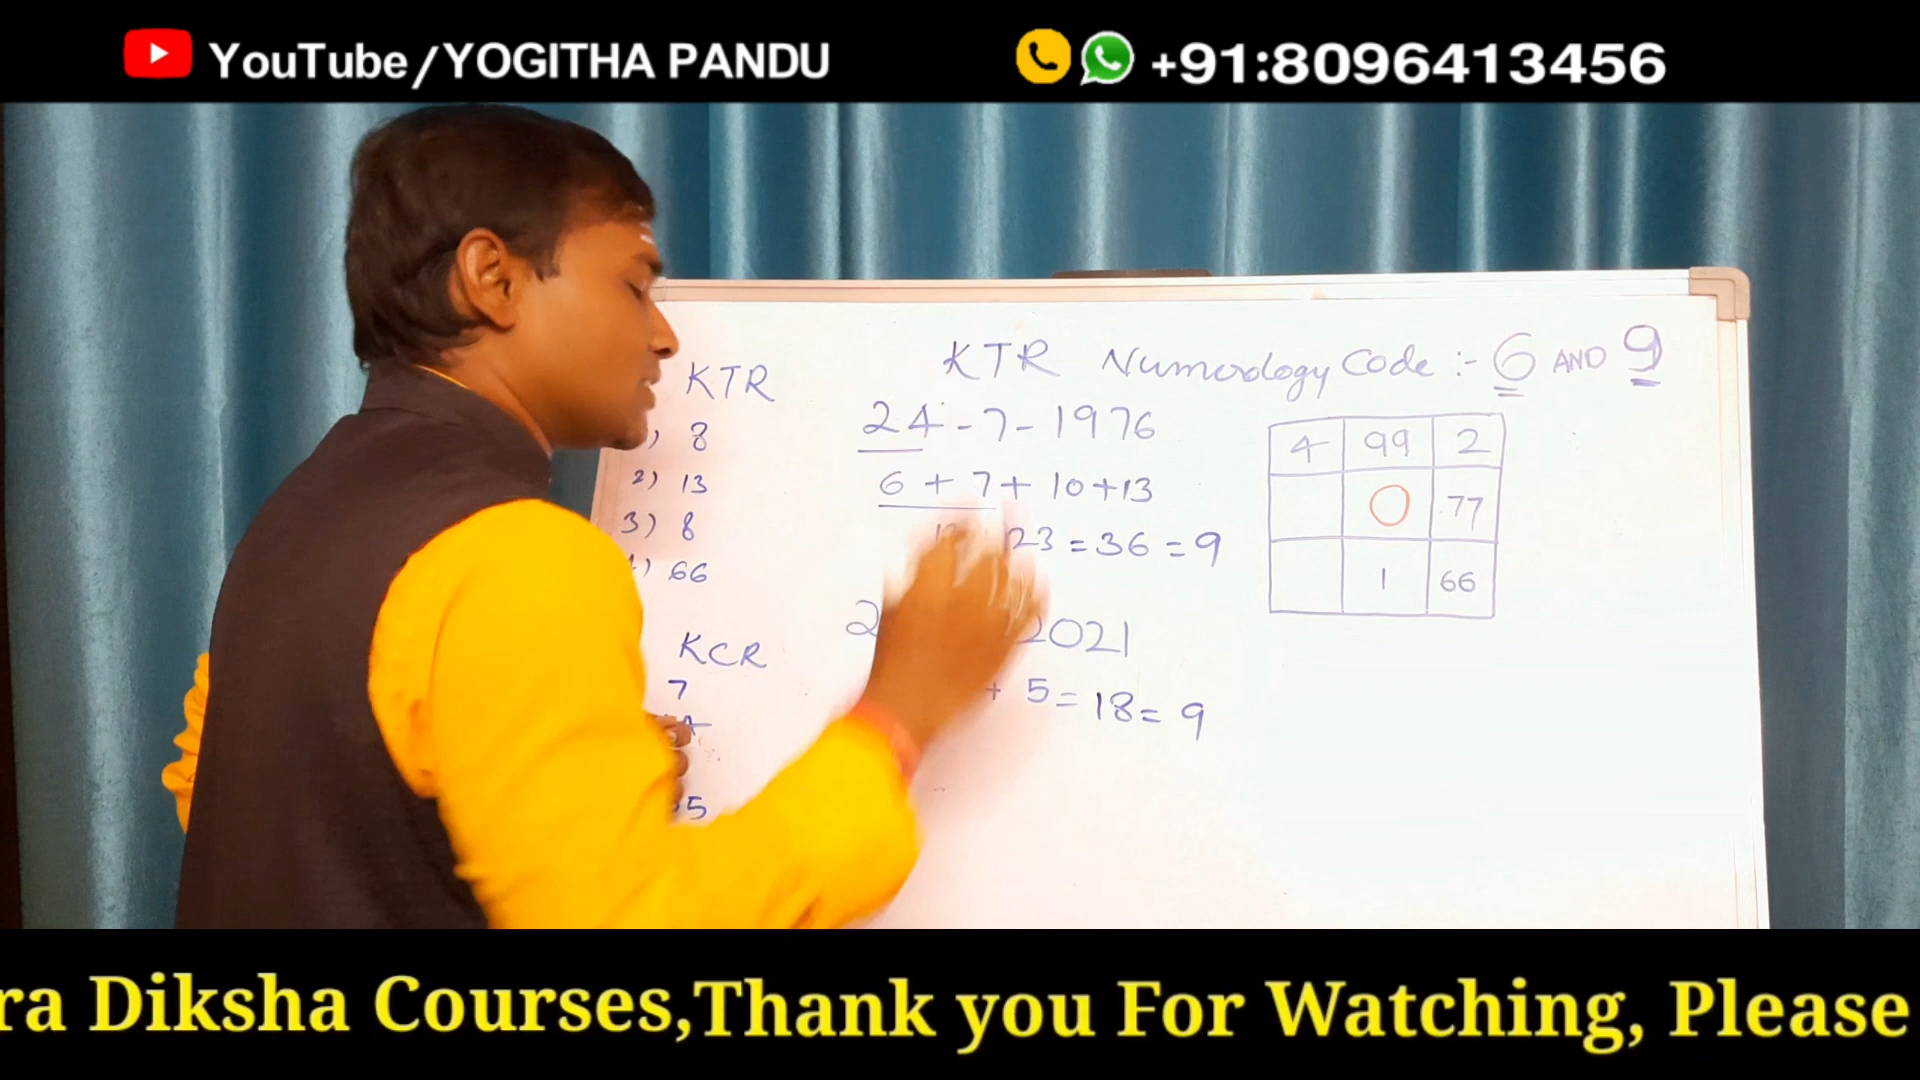 YouTube/YOGITHA PANDU
+91:8096413456
KTR Numerology Code :- 6 AND 9
KTR
) 8
2) 13
3) 8
) 66
KCR
7
5
24-7-1976
6 + 7 + 10+13
23 = 36 = 9
2 2021
+ 5 = 18 = 9
4 99 2
O 77
1 66
ra Diksha Courses,Thank you For Watching, Please